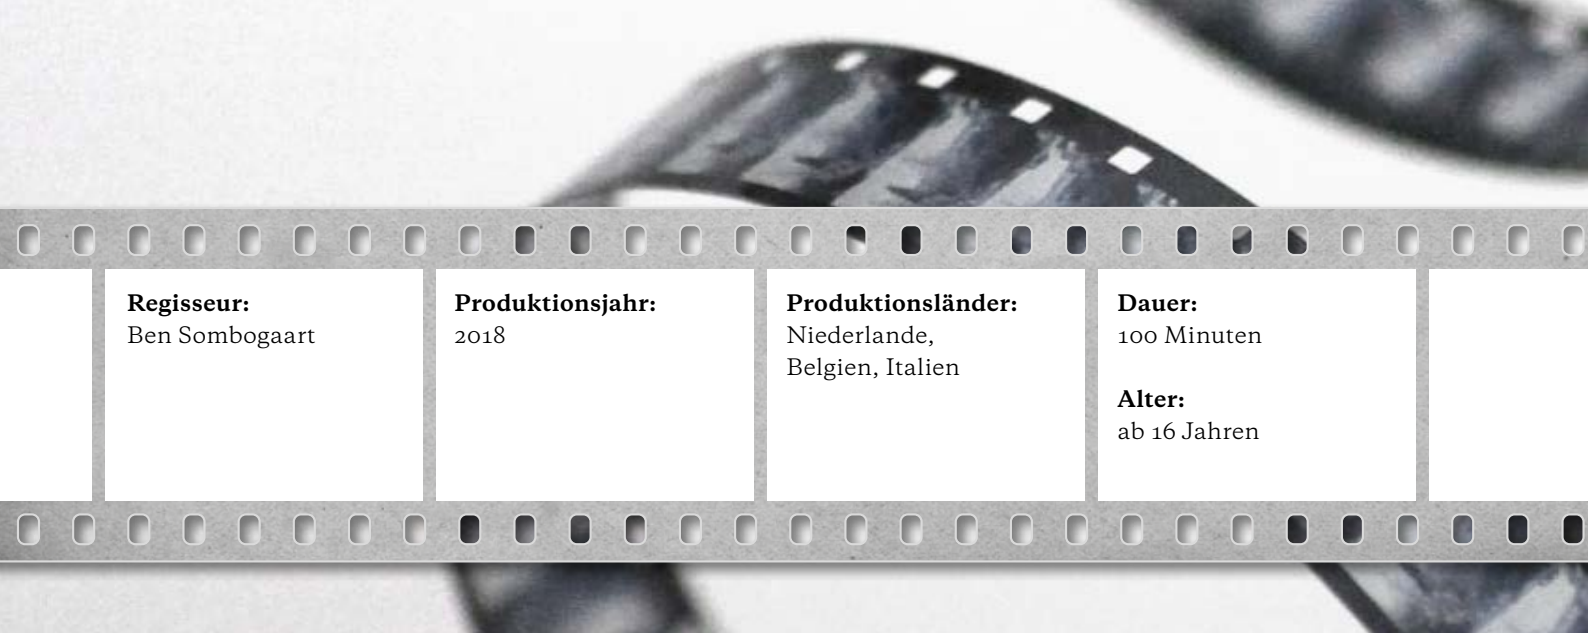 Regisseur:
Ben Sombogaart
Produktionsjahr:
2018
Produktionsländer:
Niederlande,
Belgien, Italien
Dauer:
100 Minuten
Alter:
ab 16 Jahren